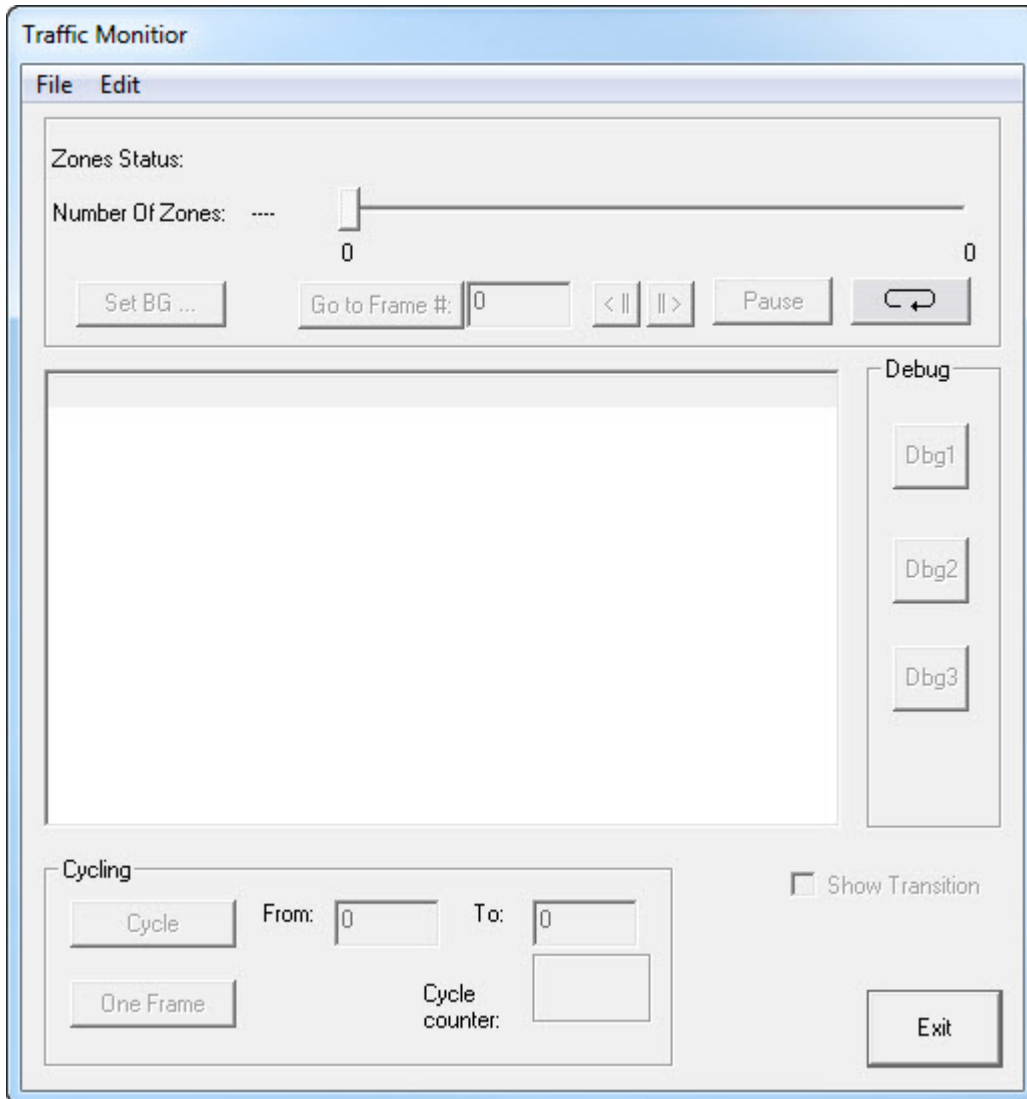 Traffic Monitior
File Edit
Zones Status:
Number Of Zones: ----
0 0
Set BG ... Go to Frame #: 0 < || || > Pause
Debug
Dbg1
Dbg2
Dbg3
Cycling
Cycle From: 0 To: 0
Show Transition
One Frame
Cycle
counter:
Exit